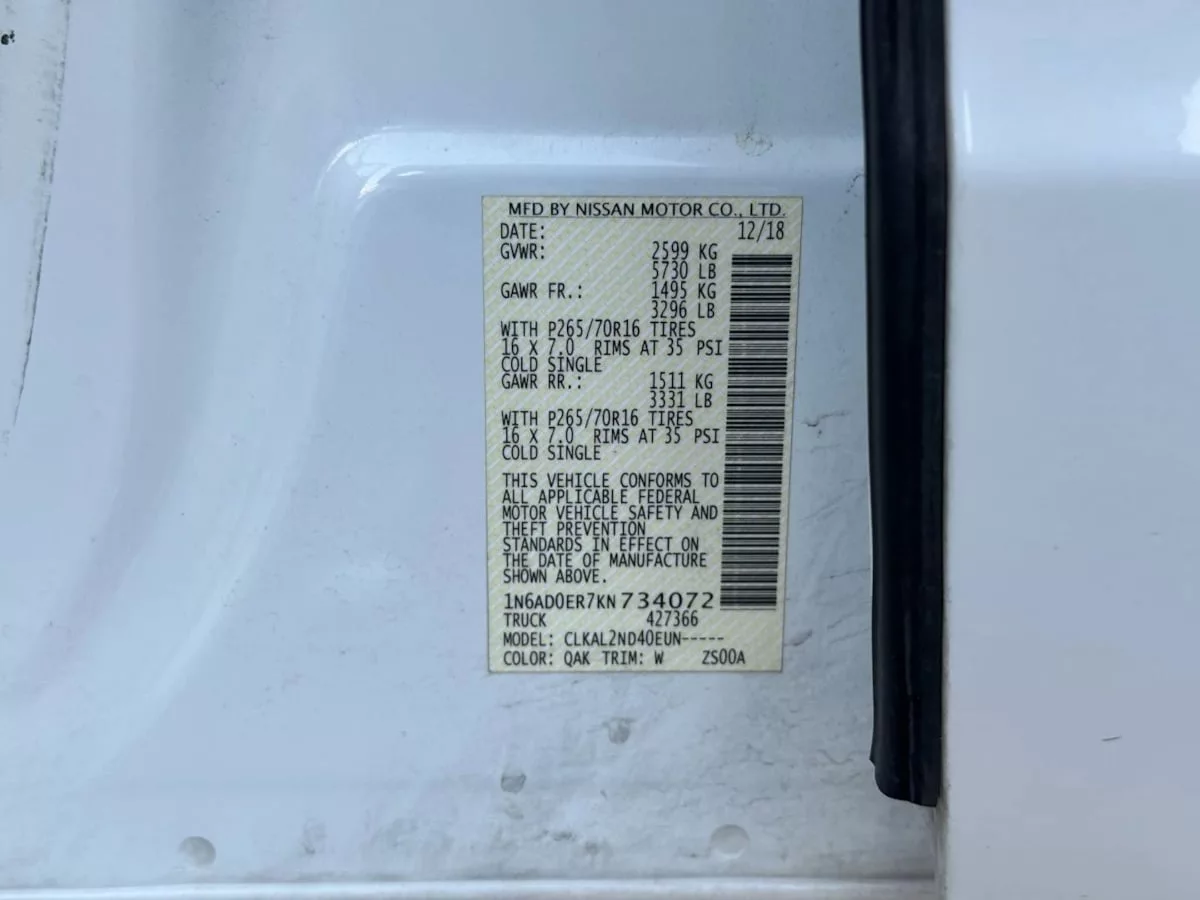 MFD BY NISSAN MOTOR CO., LTD.
DATE: 12/18
GVWR: 2599 KG
5730 LB
GAWR FR.: 1495 KG
3296 LB
WITH P265/70R16 TIRES
16 X 7.0 RIMS AT 35 PSI
COLD SINGLE
GAWR RR.: 1511 KG
3331 LB
WITH P265/70R16 TIRES
16 X 7.0 RIMS AT 35 PSI
COLD SINGLE
THIS VEHICLE CONFORMS TO
ALL APPLICABLE FEDERAL
MOTOR VEHICLE SAFETY AND
THEFT PREVENTION
STANDARDS IN EFFECT ON
THE DATE OF MANUFACTURE
SHOWN ABOVE.
1N6AD0ER7KN734072
TRUCK 427366
MODEL: CLKAL2ND40EUN-----
COLOR: QAK TRIM: W ZS00A